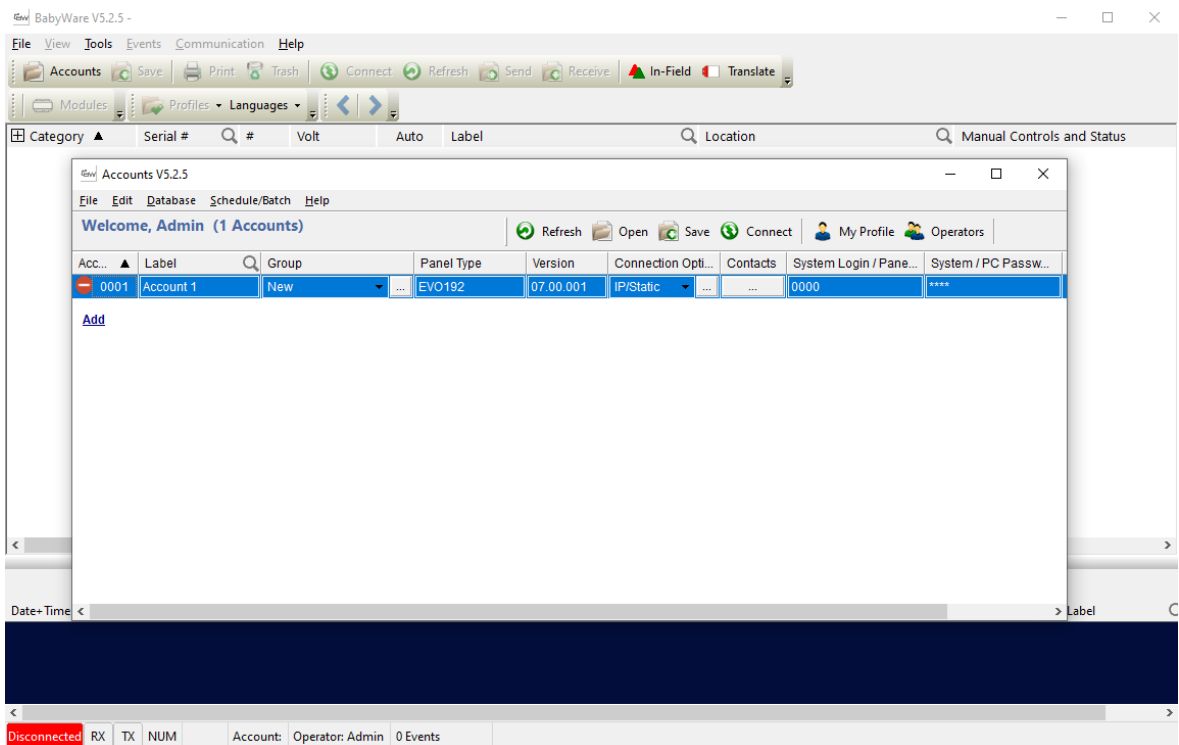 BabyWare V5.2.5 -
File View Tools Events Communication Help
Accounts Save Print Trash Connect Refresh Send Receive In-Field Translate
Modules Profiles Languages
Category Serial # # Volt Auto Label Location Manual Controls and Status
Accounts V5.2.5
File Edit Database Schedule/Batch Help
Welcome, Admin (1 Accounts)
Refresh Open Save Connect My Profile Operators
Acc... Label Group Panel Type Version Connection Opti... Contacts System Login / Pane... System / PC Passw...
0001 Account 1 New ... EVO192 07.00.001 IP/Static ... ... 0000 ****
Add
Date+Time Label
Disconnected RX TX NUM Account: Operator: Admin 0 Events